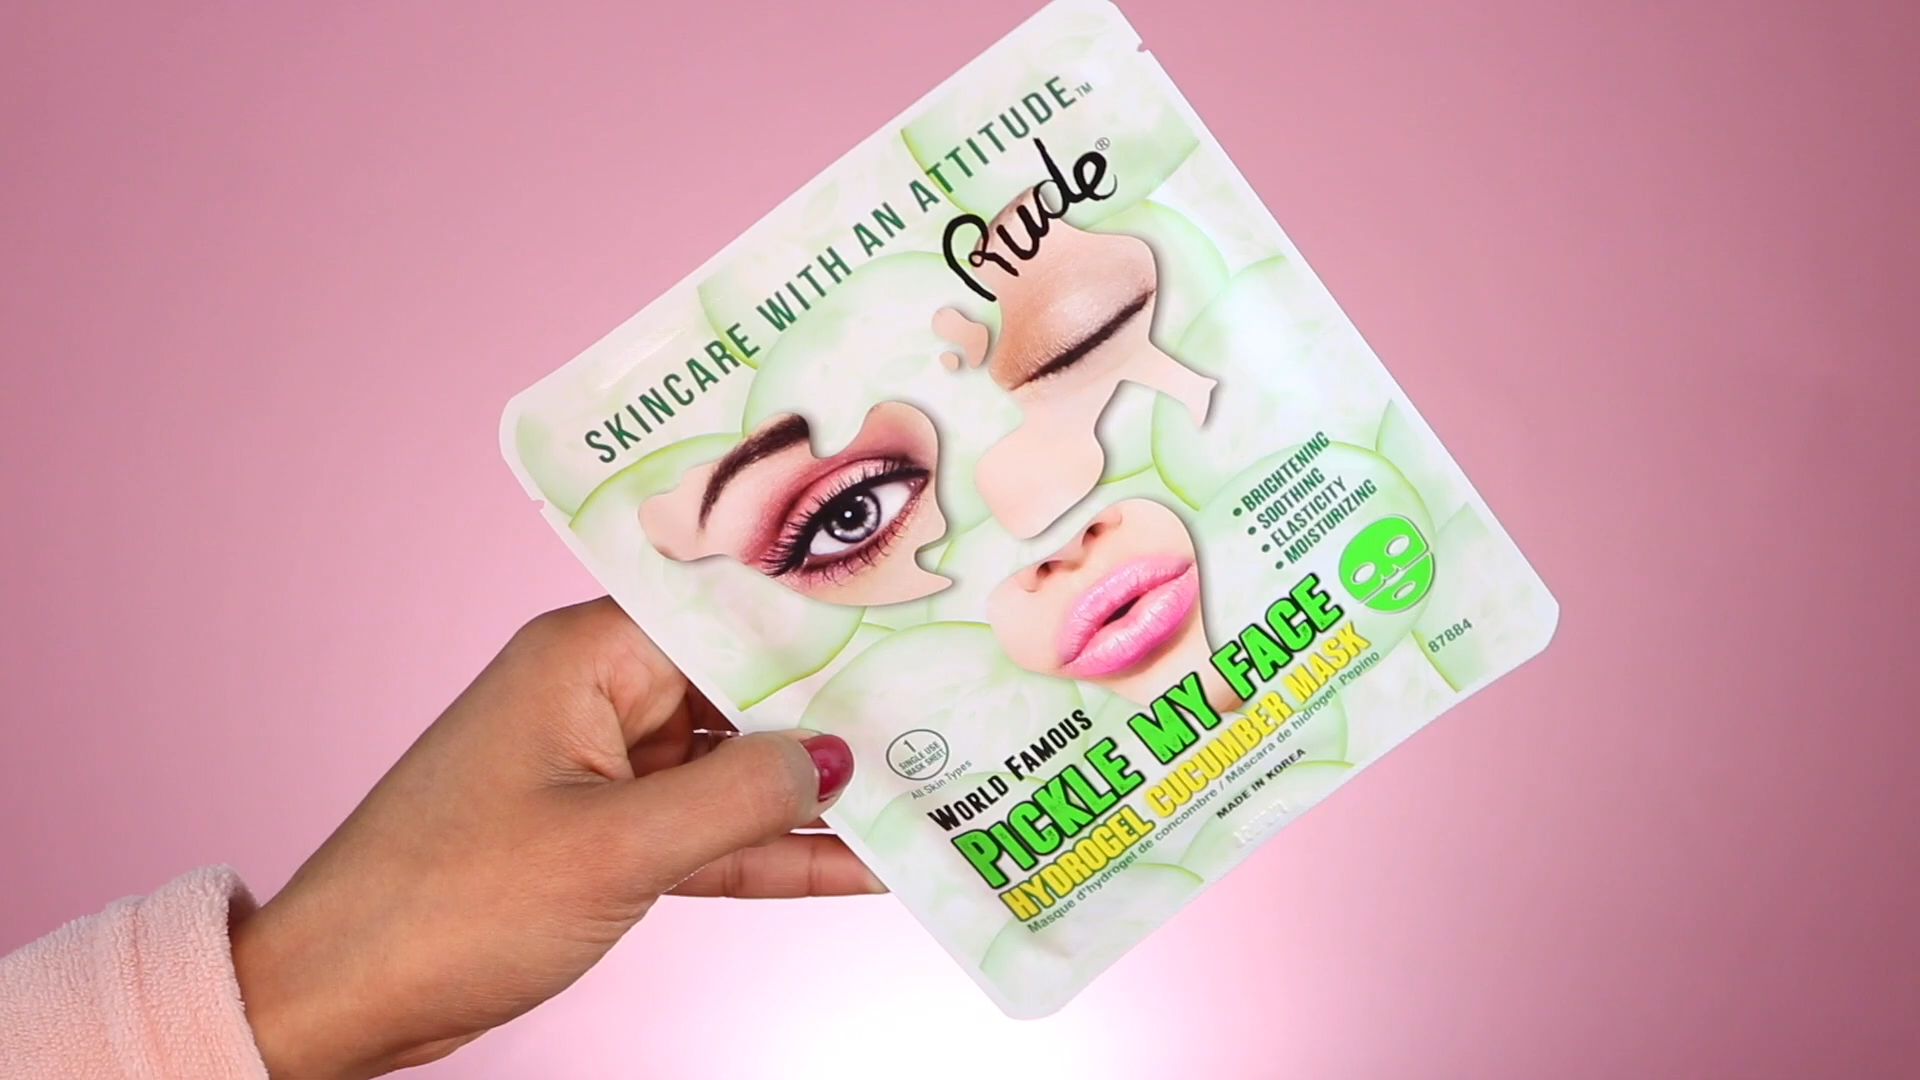 SKINCARE WITH AN ATTITUDE™
Rude®
• BRIGHTENING
• SOOTHING
• ELASTICITY
• MOISTURIZING
1
SINGLE USE
MASK SHEET
All Skin Types
WORLD FAMOUS
PICKLE MY FACE
HYDROGEL CUCUMBER MASK
Masque d'hydrogel de concombre / Máscara de hidrogel Pepino
MADE IN KOREA
87884